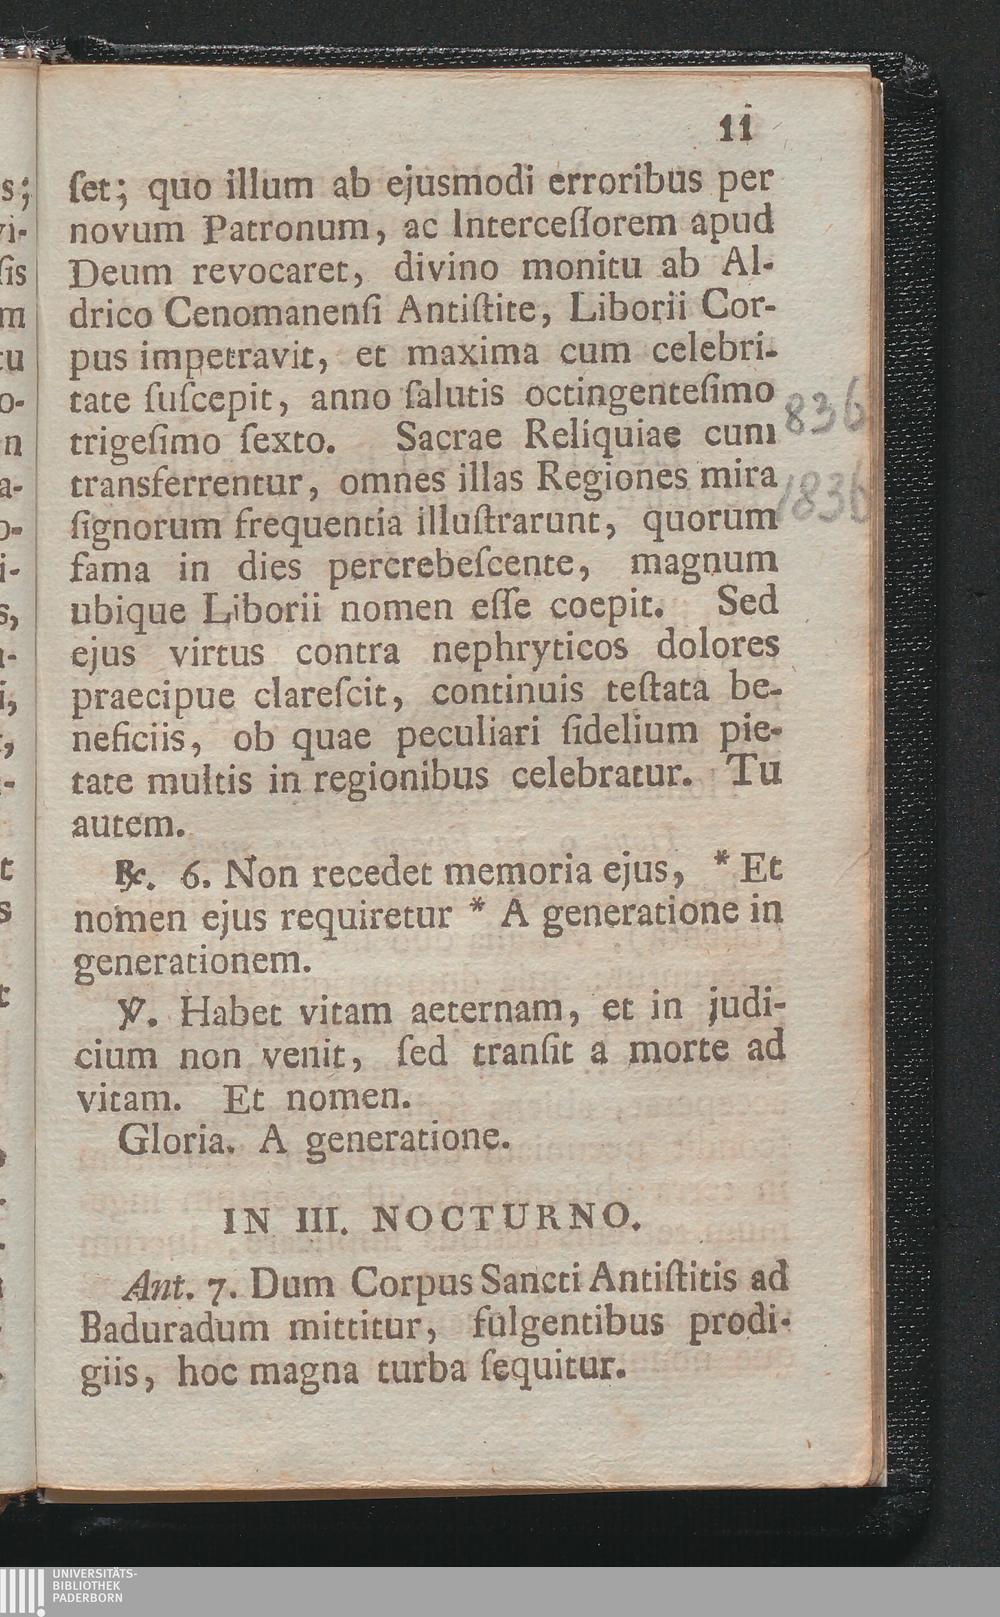 11
ſet; quo illum ab ejusmodi erroribus per
novum Patronum, ac Interceſſorem apud
Deum revocaret, divino monitu ab Al-
drico Cenomanenſi Antiſtite, Liborii Cor-
pus impetravit, et maxima cum celebri-
tate ſuſcepit, anno ſalutis octingenteſimo
836
trigeſimo ſexto. Sacrae Reliquiae cum
transferrentur, omnes illas Regiones mira
1836
ſignorum frequentia illuſtrarunt, quorum
fama in dies percrebeſcente, magnum
ubique Liborii nomen eſſe coepit. Sed
ejus virtus contra nephryticos dolores
praecipue clareſcit, continuis teſtata be-
neficiis, ob quae peculiari fidelium pie-
tate multis in regionibus celebratur. Tu
autem.
℞. 6. Non recedet memoria ejus, * Et
nomen ejus requiretur * A generatione in
generationem.
℣. Habet vitam aeternam, et in judi-
cium non venit, ſed tranſit a morte ad
vitam. Et nomen.
Gloria. A generatione.
IN III. NOCTURNO.
Ant. 7. Dum Corpus Sancti Antiſtitis ad
Baduradum mittitur, fulgentibus prodi-
giis, hoc magna turba ſequitur.
UNIVERSITÄTS-
BIBLIOTHEK
PADERBORN